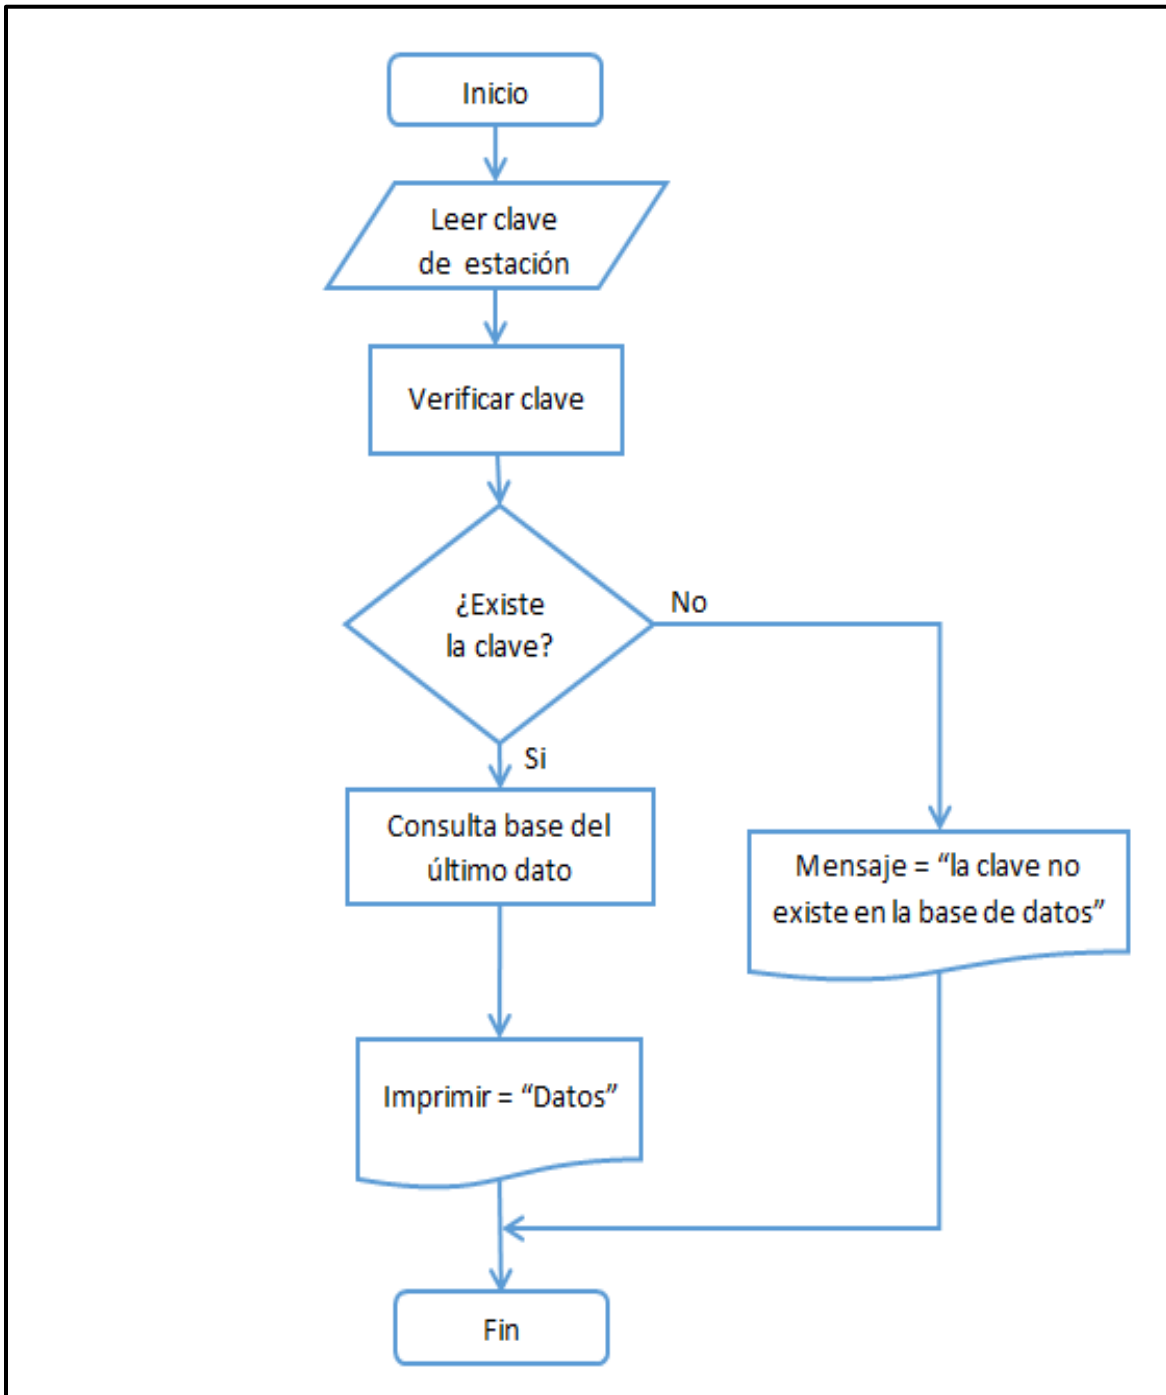 Inicio
Leer clave
de estación
Verificar clave
¿Existe
la clave?
No
Si
Consulta base del
último dato
Mensaje = “la clave no
existe en la base de datos”
Imprimir = “Datos”
Fin